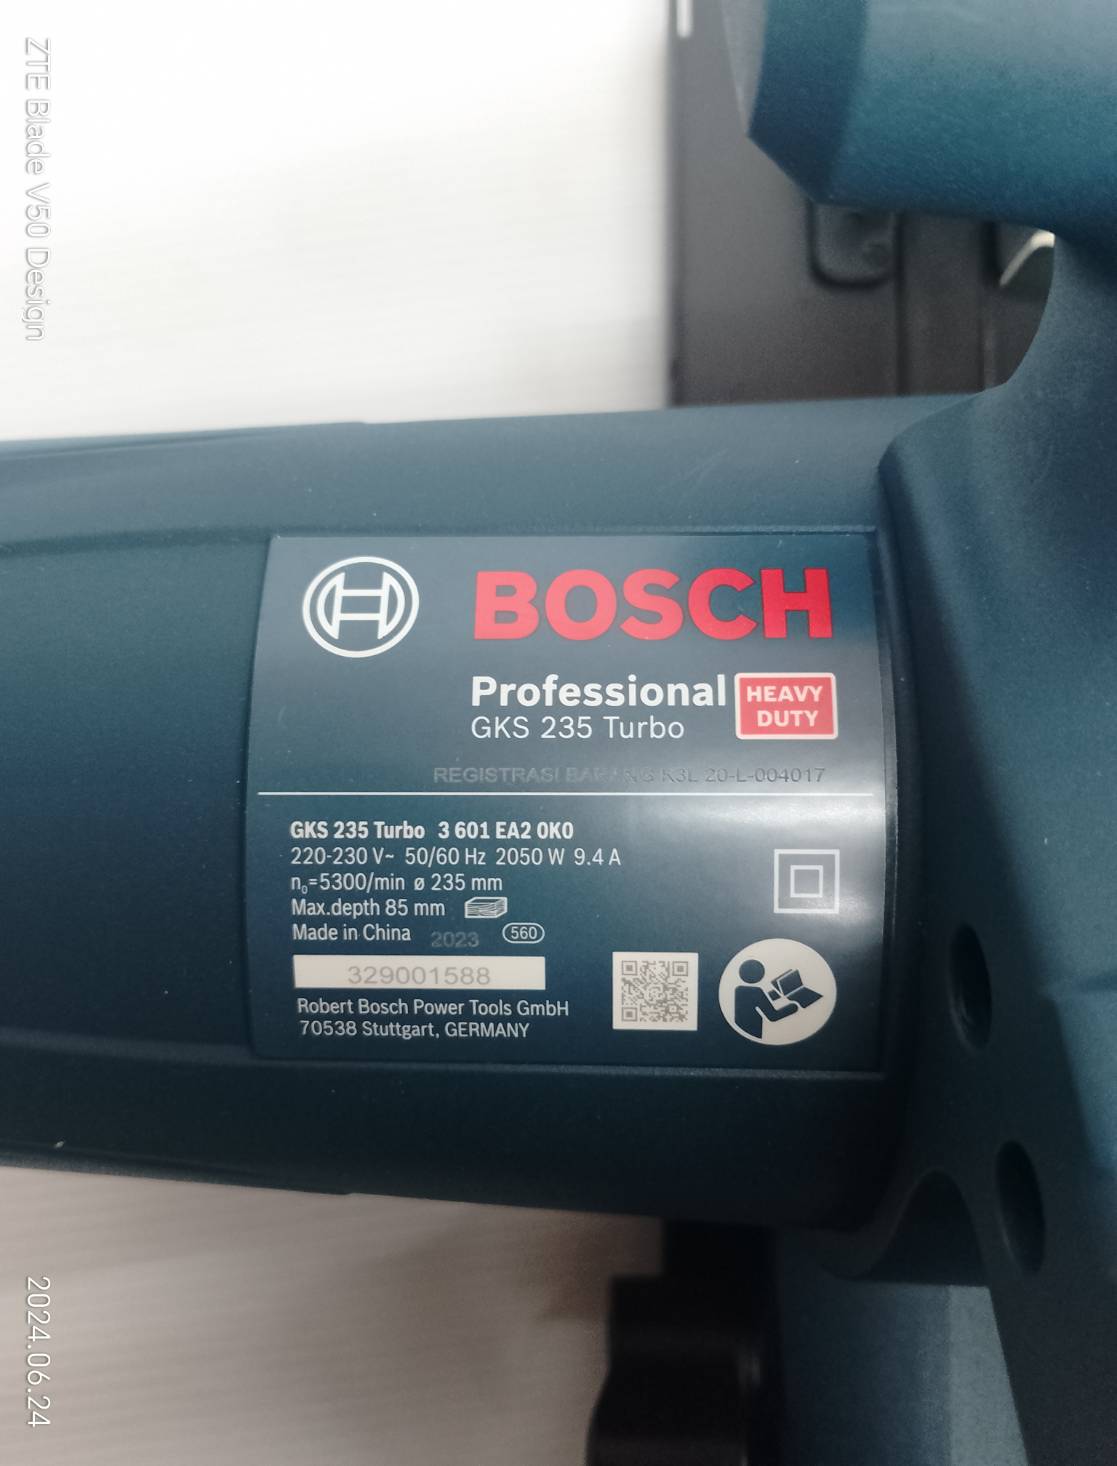 ZTE Blade V50 Design
BOSCH
Professional HEAVY DUTY
GKS 235 Turbo
REGISTRASI BARANG K3L 20-L-004017
GKS 235 Turbo 3 601 EA2 0K0
220-230 V~ 50/60 Hz 2050 W 9.4 A
n₀=5300/min ø 235 mm
Max.depth 85 mm
Made in China 2023 560
329001588
Robert Bosch Power Tools GmbH
70538 Stuttgart, GERMANY
2024.06.24